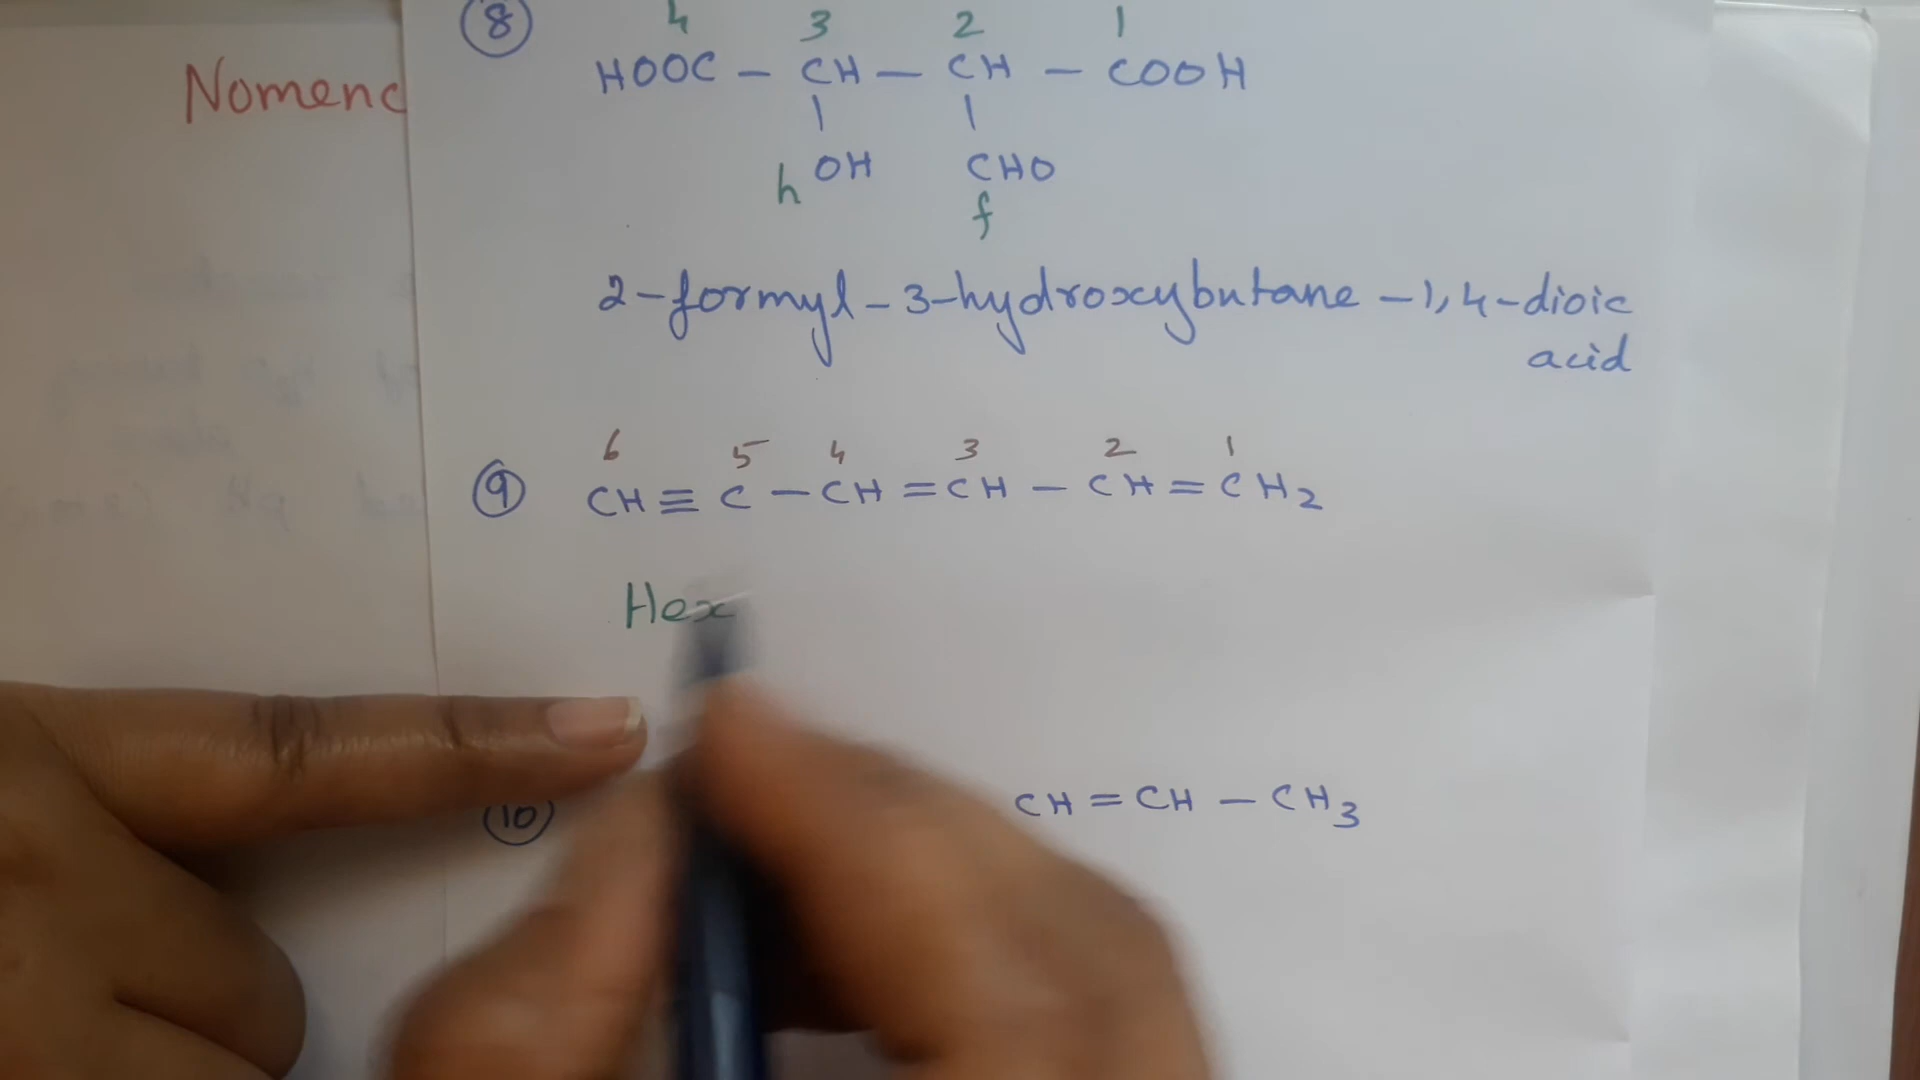 Nomenc
8
4 3 2 1
HOOC – CH – CH – COOH
| |
OH CHO
h f
2-formyl-3-hydroxybutane-1,4-dioic
acid
6 5 4 3 2 1
9 CH≡C–CH=CH–CH=CH2
Hex
10 CH=CH–CH3